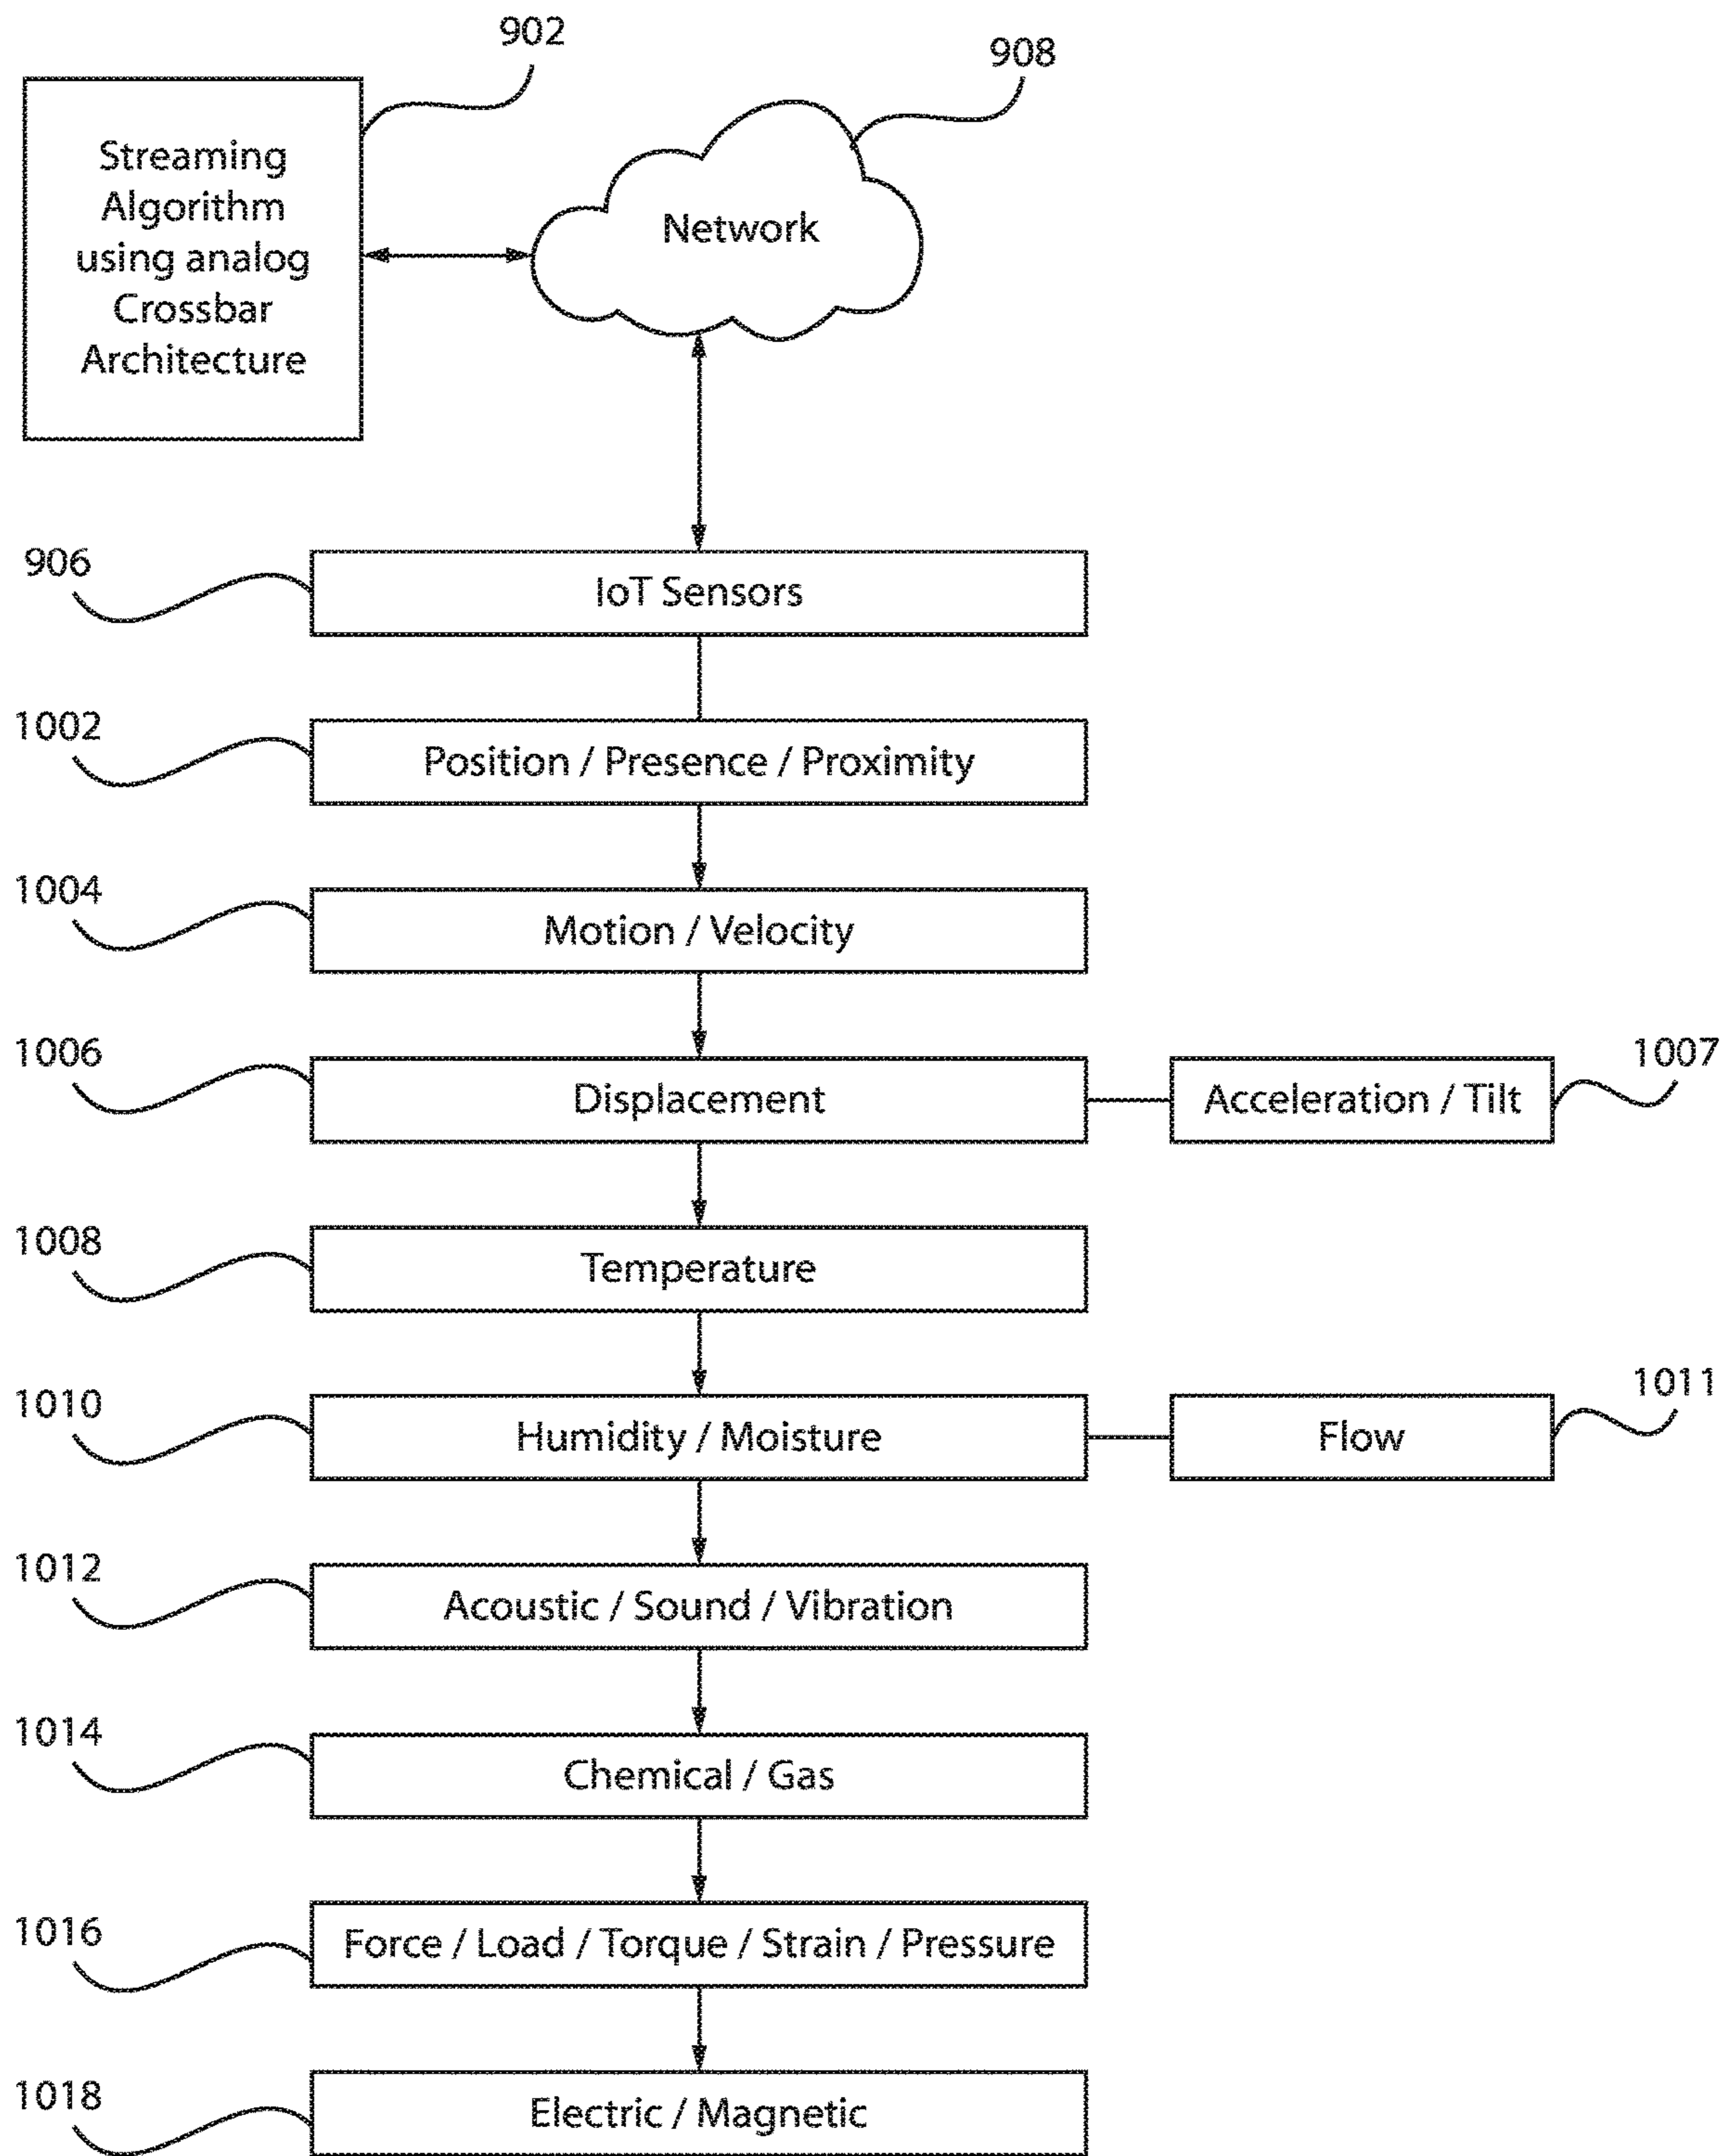 902
908
Streaming
Algorithm
using analog
Crossbar
Architecture
Network
906
IoT Sensors
1002
Position / Presence / Proximity
1004
Motion / Velocity
1006
Displacement
Acceleration / Tilt
1007
1008
Temperature
1010
Humidity / Moisture
Flow
1011
1012
Acoustic / Sound / Vibration
1014
Chemical / Gas
1016
Force / Load / Torque / Strain / Pressure
1018
Electric / Magnetic